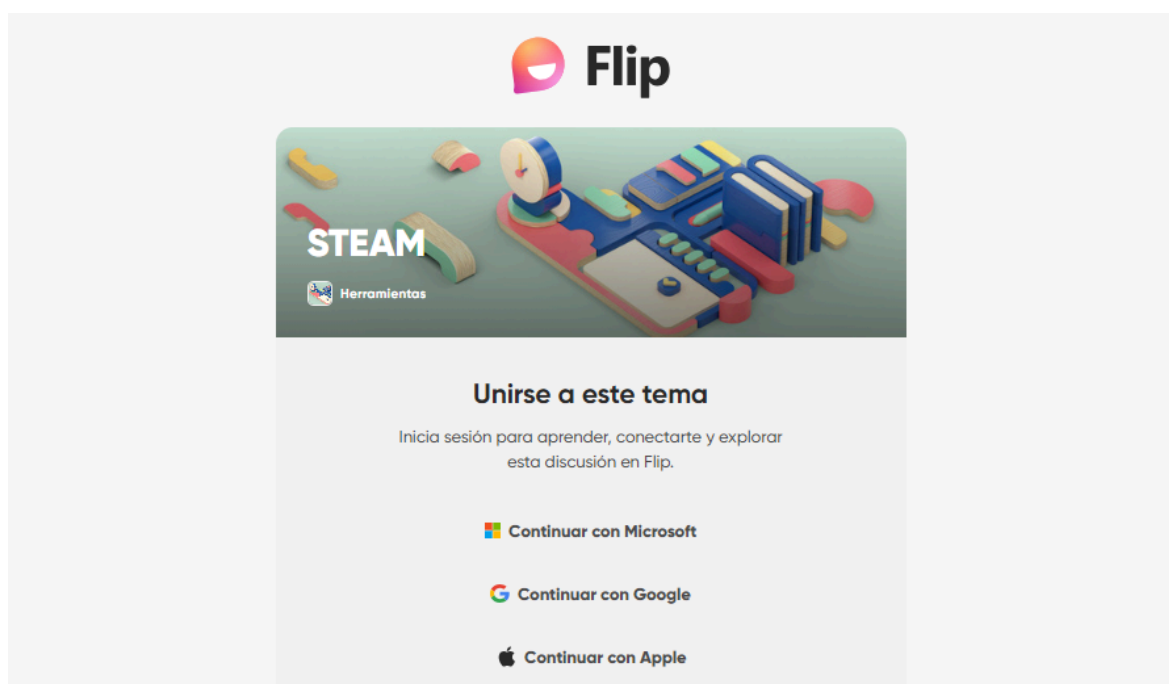 Flip
STEAM
Herramientas
Unirse a este tema
Inicia sesión para aprender, conectarte y explorar
esta discusión en Flip.
Continuar con Microsoft
Continuar con Google
Continuar con Apple